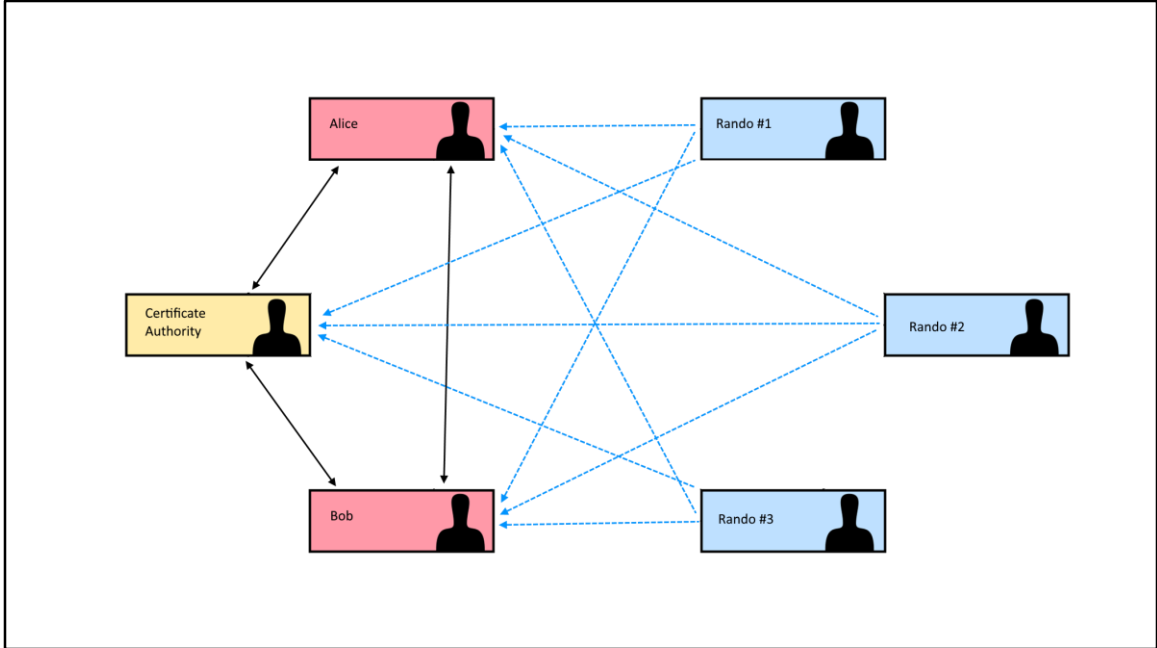 Alice
Rando #1
Certificate
Authority
Rando #2
Bob
Rando #3